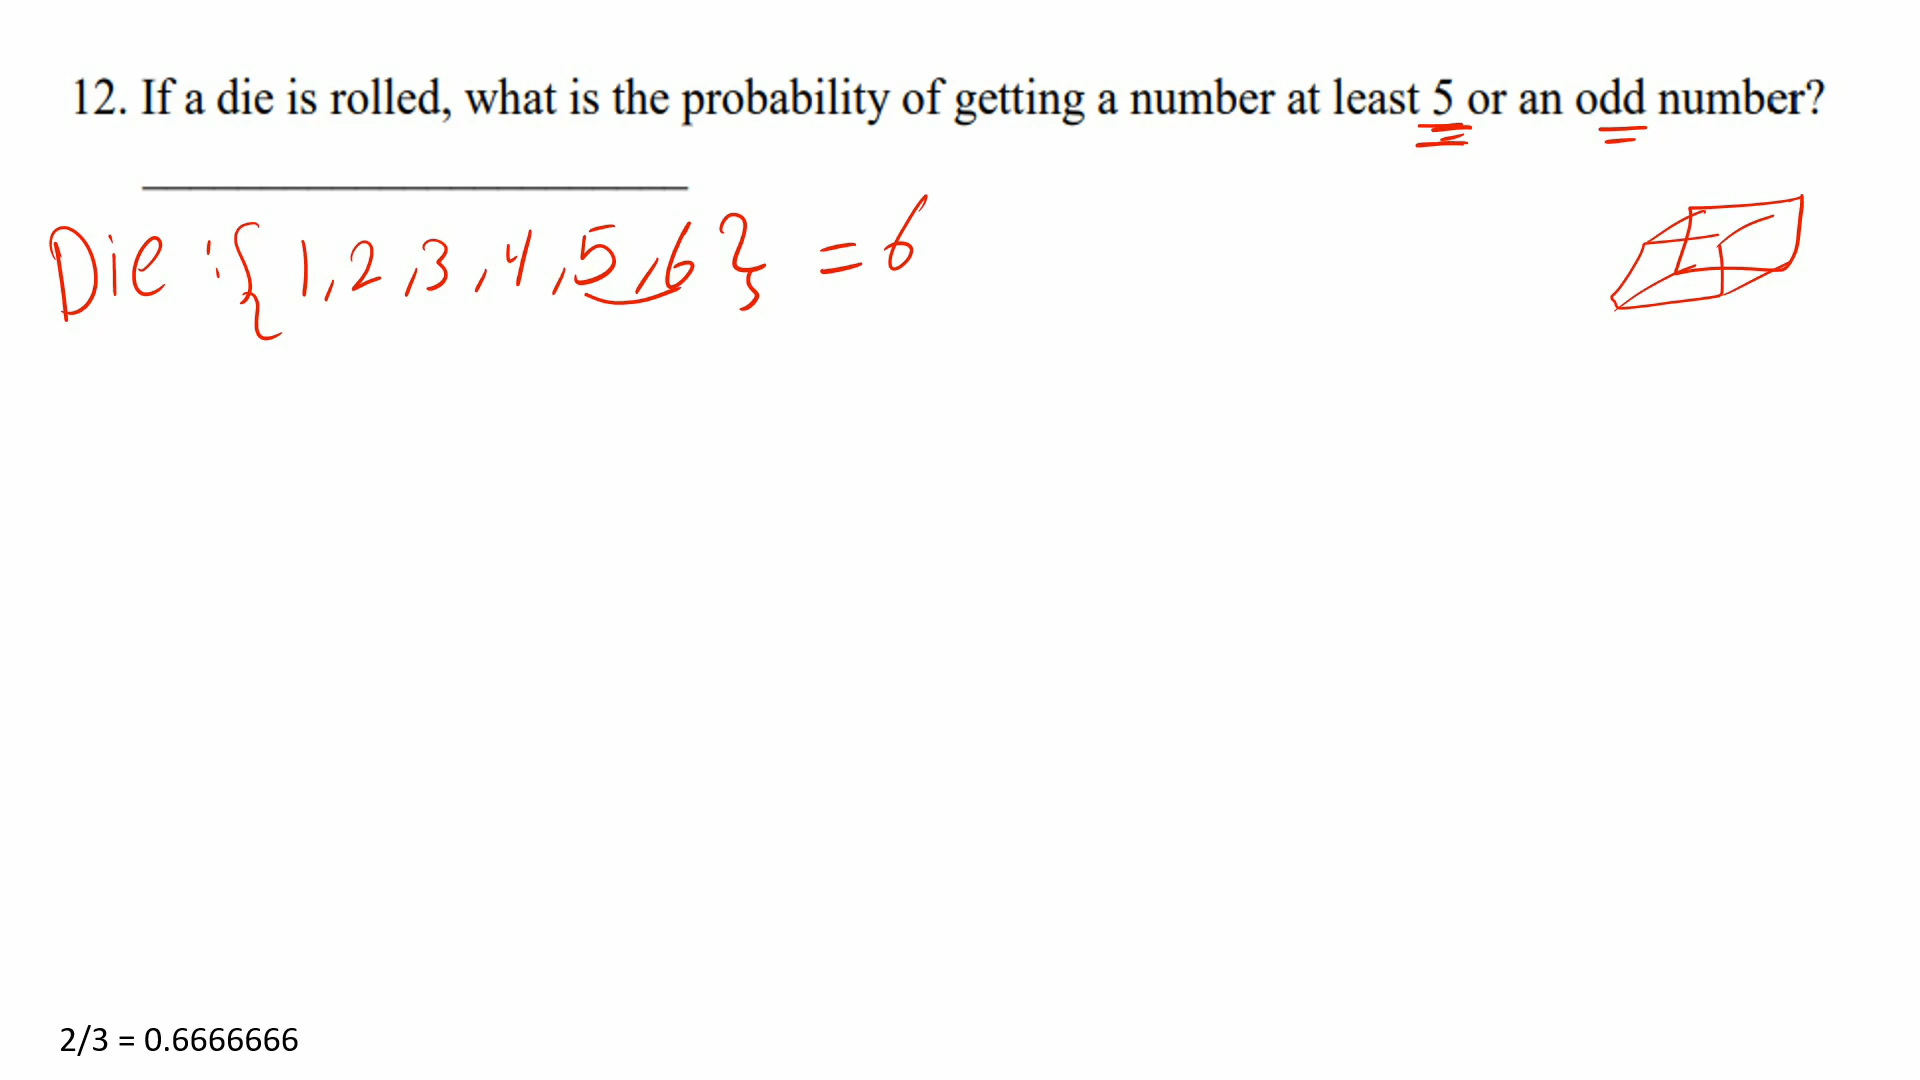 12. If a die is rolled, what is the probability of getting a number at least 5 or an odd number?
Die : { 1, 2, 3, 4, 5, 6 } = 6
2/3 = 0.6666666